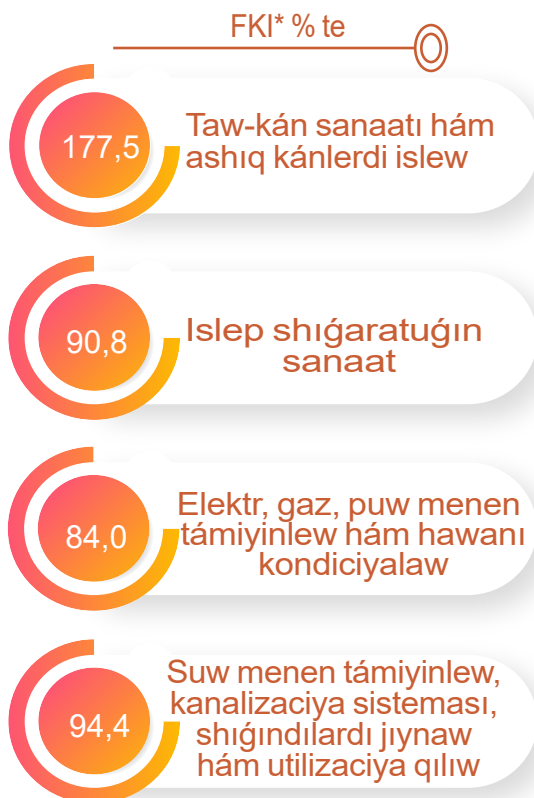 FKI* % te
177,5
Taw-kán sanaatı hám
ashıq kánlerdi islew
90,8
Islep shıǵaratuǵın
sanaat
84,0
Elektr, gaz, puw menen
támiyinlew hám hawanı
kondiciyalaw
94,4
Suw menen támiyinlew,
kanalizaciya sisteması,
shıǵındılardı jıynaw
hám utilizaciya qılıw